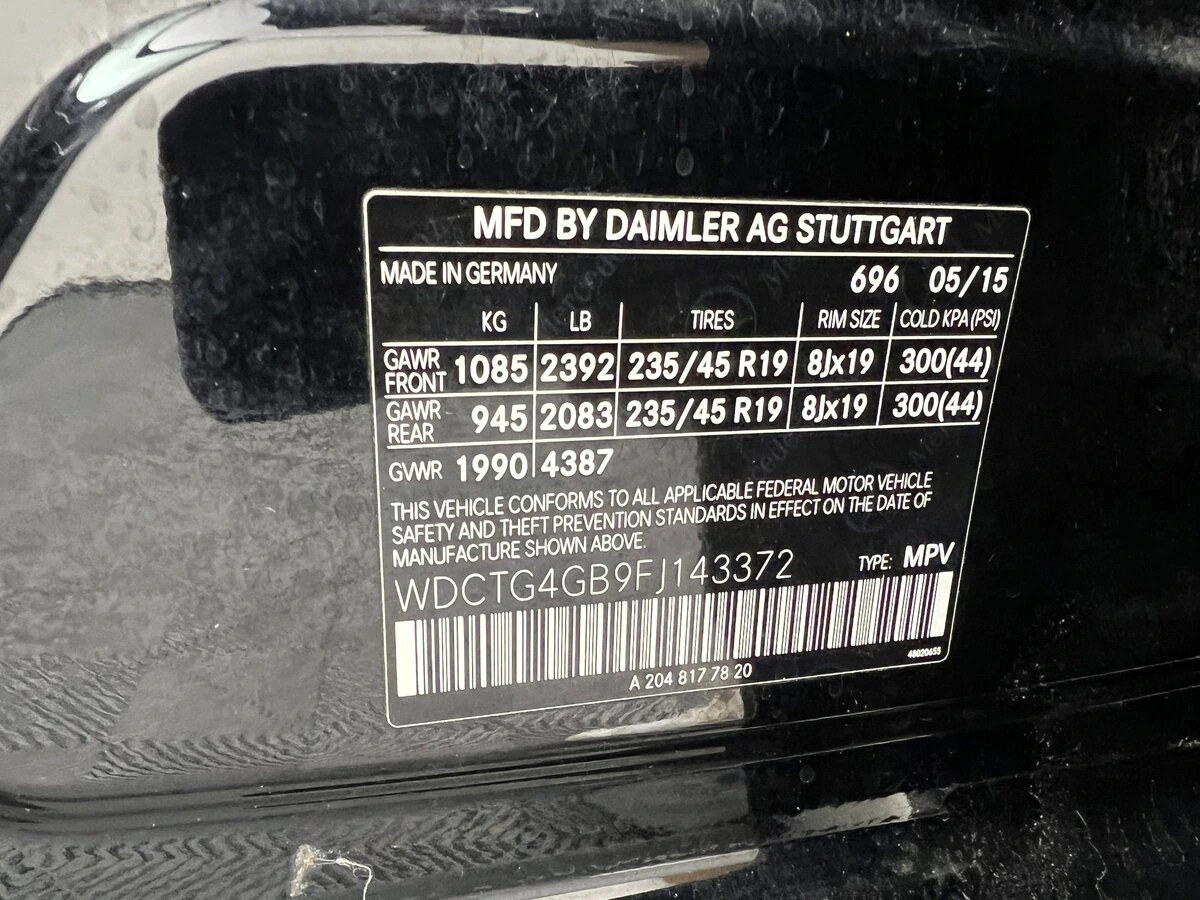 MFD BY DAIMLER AG STUTTGART
MADE IN GERMANY 696 05/15
KG LB TIRES RIM SIZE COLD KPA (PSI)
GAWR FRONT 1085 2392 235/45 R19 8Jx19 300(44)
GAWR REAR 945 2083 235/45 R19 8Jx19 300(44)
GVWR 1990 4387
THIS VEHICLE CONFORMS TO ALL APPLICABLE FEDERAL MOTOR VEHICLE
SAFETY AND THEFT PREVENTION STANDARDS IN EFFECT ON THE DATE OF
MANUFACTURE SHOWN ABOVE.
WDCTG4GB9FJ143372 TYPE: MPV
48020655
A 204 817 78 20